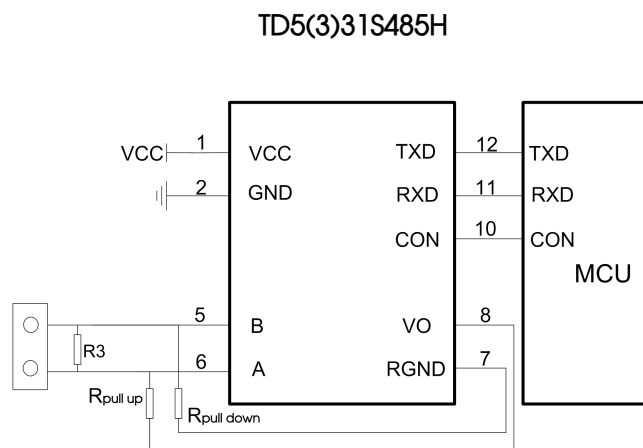 TD5(3)31S485H
VCC 1 VCC TXD 12 TXD
2 GND RXD 11 RXD
CON 10 CON
MCU
5 B VO 8
R3
6 A RGND 7
Rpull up
Rpull down